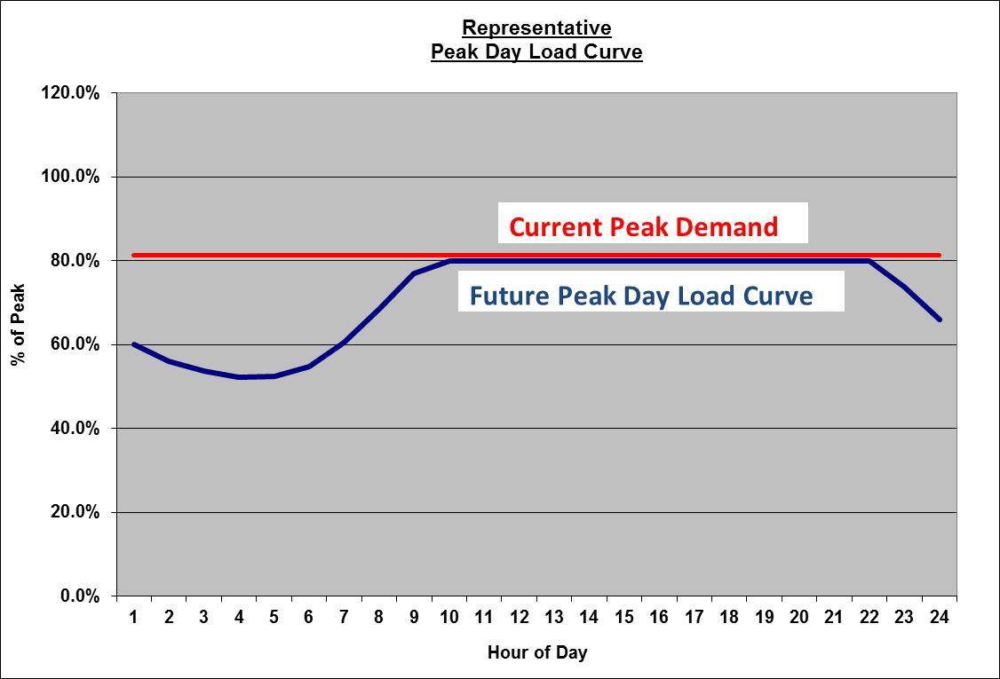 Representative
Peak Day Load Curve
120.0%
100.0%
80.0%
60.0%
40.0%
20.0%
0.0%
% of Peak
Current Peak Demand
Future Peak Day Load Curve
1 2 3 4 5 6 7 8 9 10 11 12 13 14 15 16 17 18 19 20 21 22 23 24
Hour of Day